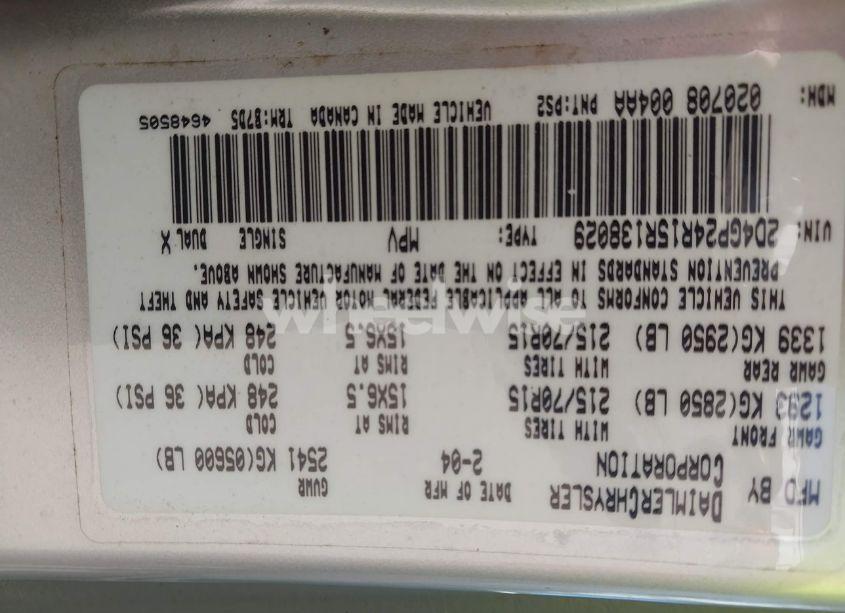 MFD BY DAIMLERCHRYSLER CORPORATION DATE OF MFR 2-04 GVWR 2541 KG(05600 LB)
GAWR FRONT WITH TIRES RIMS AT COLD
1293 KG(2850 LB) 215/70R15 15X6.5 248 KPA( 36 PSI)
GAWR REAR WITH TIRES RIMS AT COLD
1339 KG(2950 LB) 215/70R15 15X6.5 248 KPA( 36 PSI)
THIS VEHICLE CONFORMS TO ALL APPLICABLE FEDERAL MOTOR VEHICLE SAFETY AND THEFT
PREVENTION STANDARDS IN EFFECT ON THE DATE OF MANUFACTURE SHOWN ABOVE.
VIN: 2D4GP24R15R138029 TYPE: MPV SINGLE DUAL X
MDH: 020708 004AA PNT:PS2 VEHICLE MADE IN CANADA TRM:B7D5 4648505
wheelwise